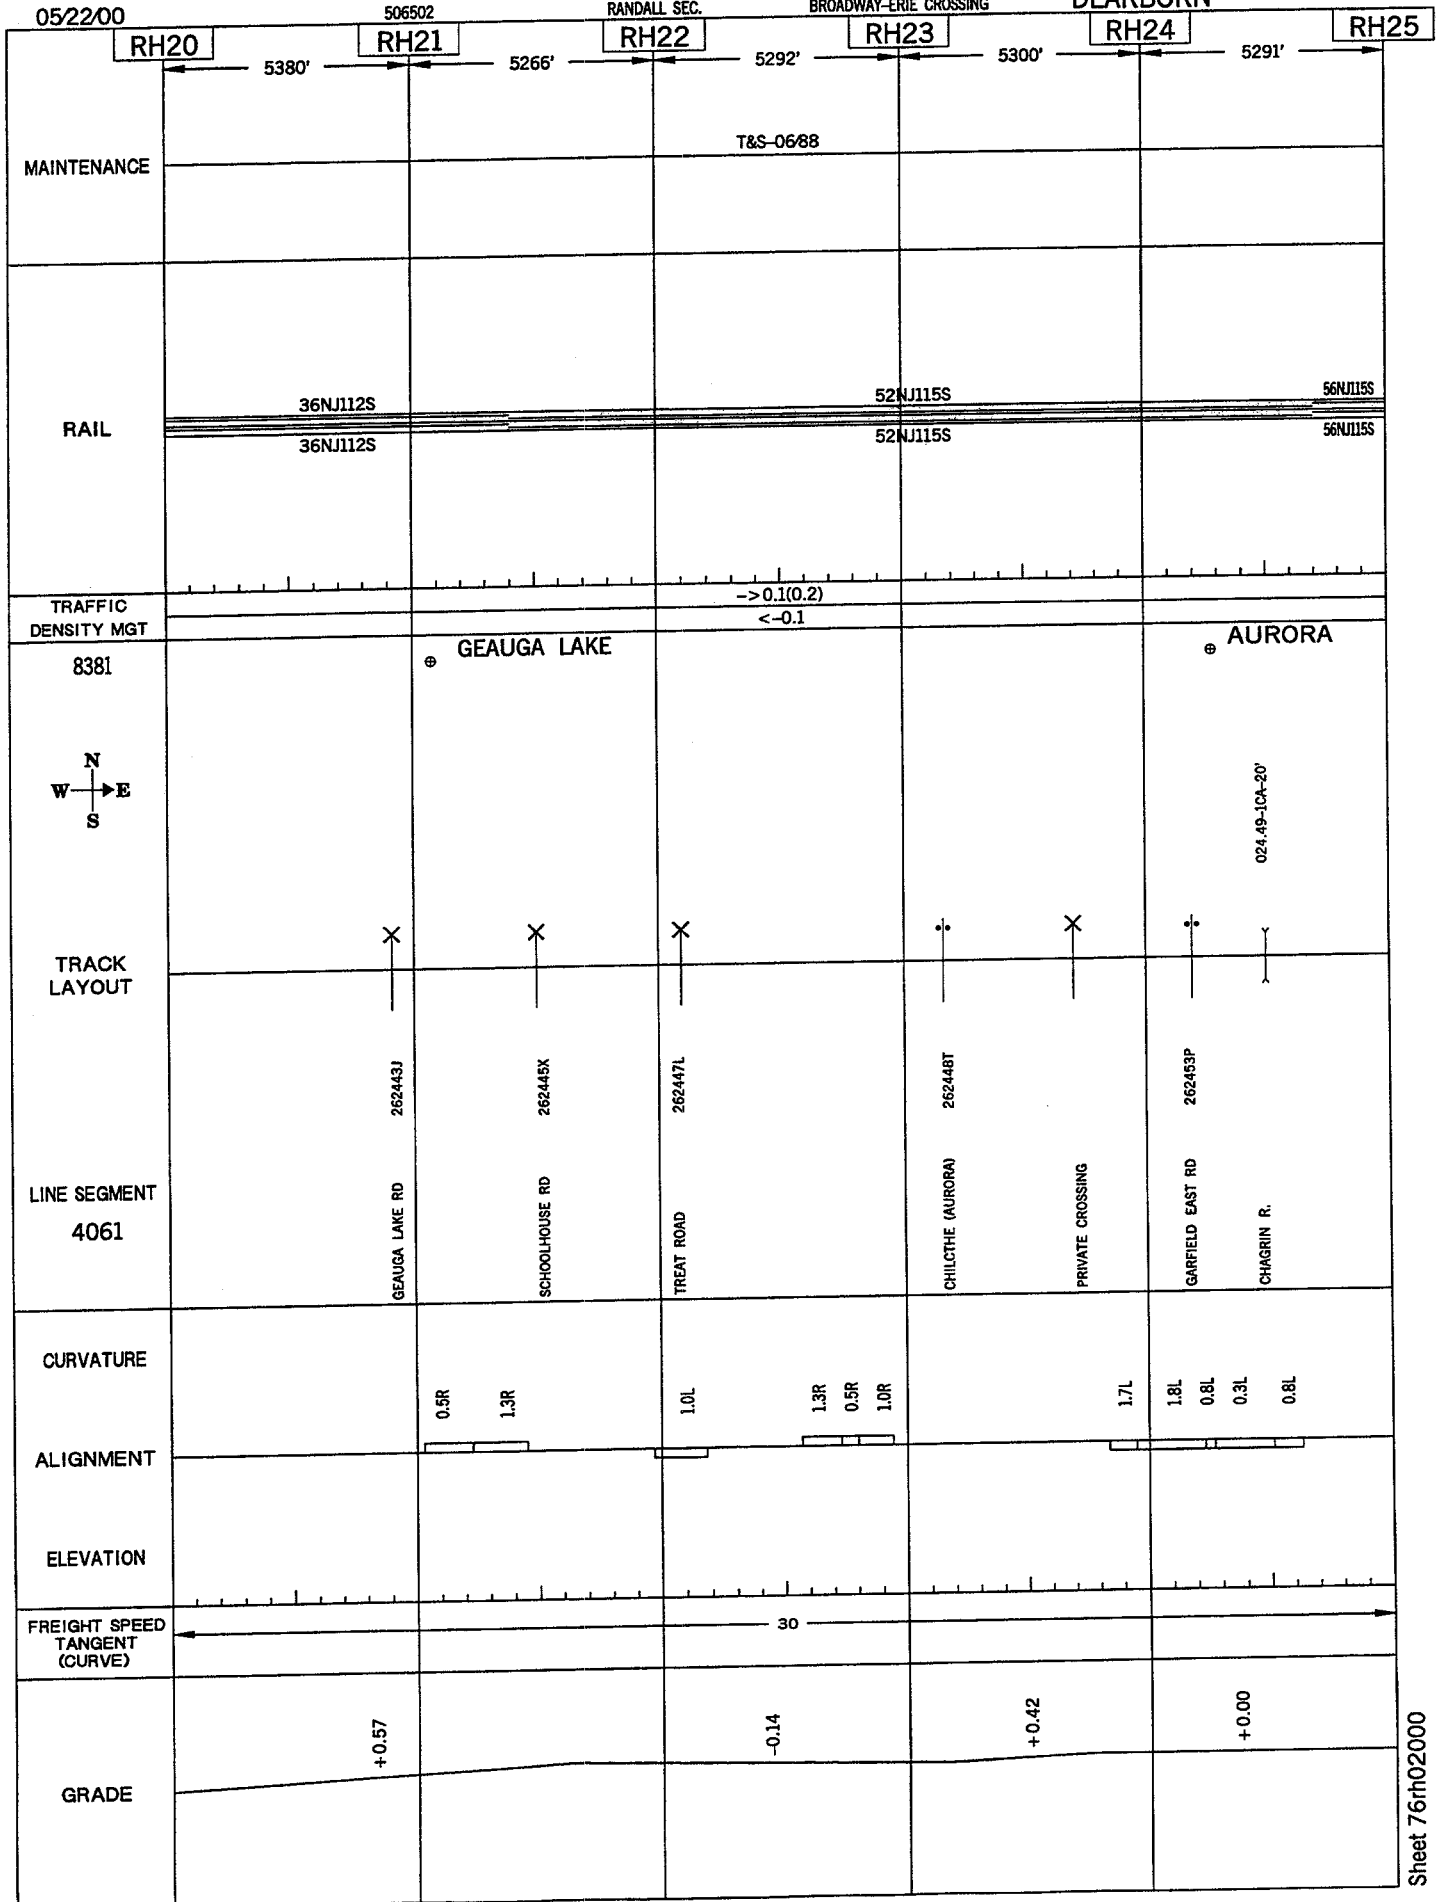 05/22/00
506502
RANDALL SEC.
BROADWAY-ERIE CROSSING
DEARBORN
RH20
RH21
RH22
RH23
RH24
RH25
5380'
5266'
5292'
5300'
5291'
MAINTENANCE
T&S-06/88
RAIL
36NJ112S
52NJ115S
56NJ115S
36NJ112S
52NJ115S
56NJ115S
TRAFFIC
DENSITY MGT
->0.1(0.2)
<-0.1
8381
GEAUGA LAKE
AURORA
N
W
E
S
024.49-1CA-20'
TRACK
LAYOUT
262443J
262445X
262447L
262448T
262453P
LINE SEGMENT
4061
GEAUGA LAKE RD
SCHOOLHOUSE RD
TREAT ROAD
CHILCTHE (AURORA)
PRIVATE CROSSING
GARFIELD EAST RD
CHAGRIN R.
CURVATURE
0.5R
1.3R
1.0L
1.3R
0.5R
1.0R
1.7L
1.8L
0.8L
0.3L
0.8L
ALIGNMENT
ELEVATION
FREIGHT SPEED
TANGENT
(CURVE)
30
GRADE
+0.57
-0.14
+0.42
+0.00
Sheet 76rh02000